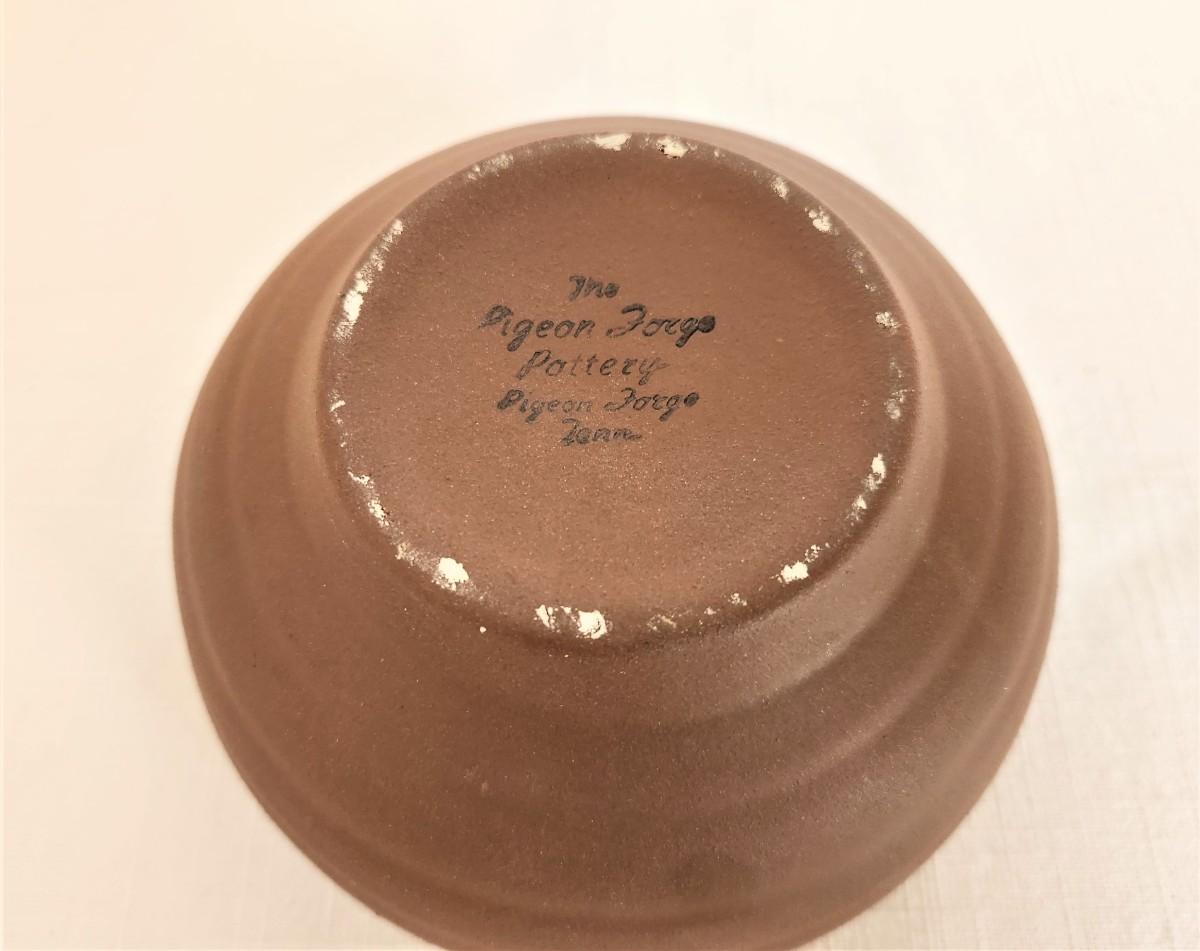 The
Pigeon Forge
Pottery
Pigeon Forge
Tenn